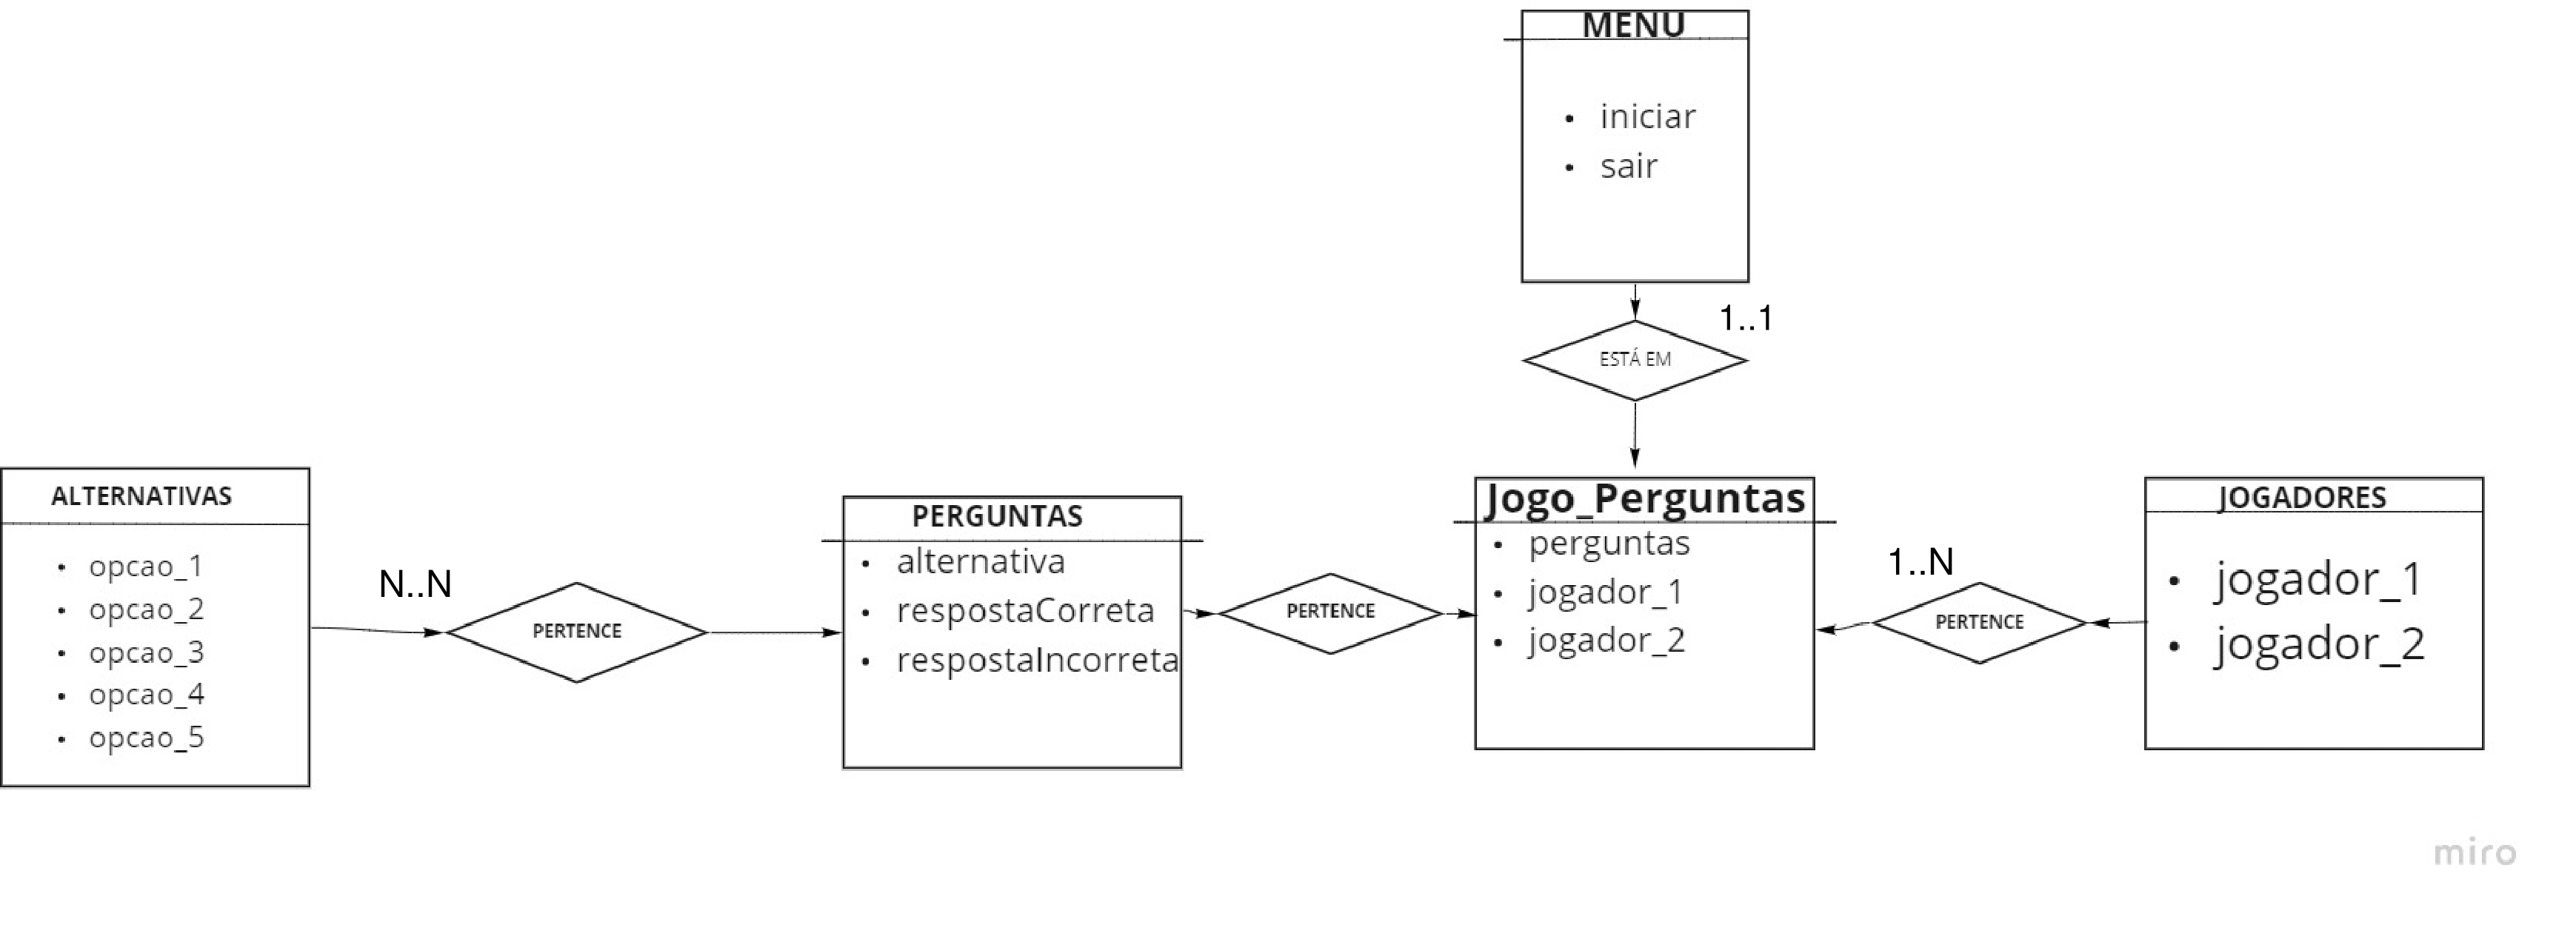 MENU
• iniciar
• sair
1..1
ESTÁ EM
ALTERNATIVAS
• opcao_1
• opcao_2
• opcao_3
• opcao_4
• opcao_5
N..N
PERTENCE
PERGUNTAS
• alternativa
• respostaCorreta
• respostaIncorreta
PERTENCE
Jogo_Perguntas
• perguntas
• jogador_1
• jogador_2
1..N
PERTENCE
JOGADORES
• jogador_1
• jogador_2
miro